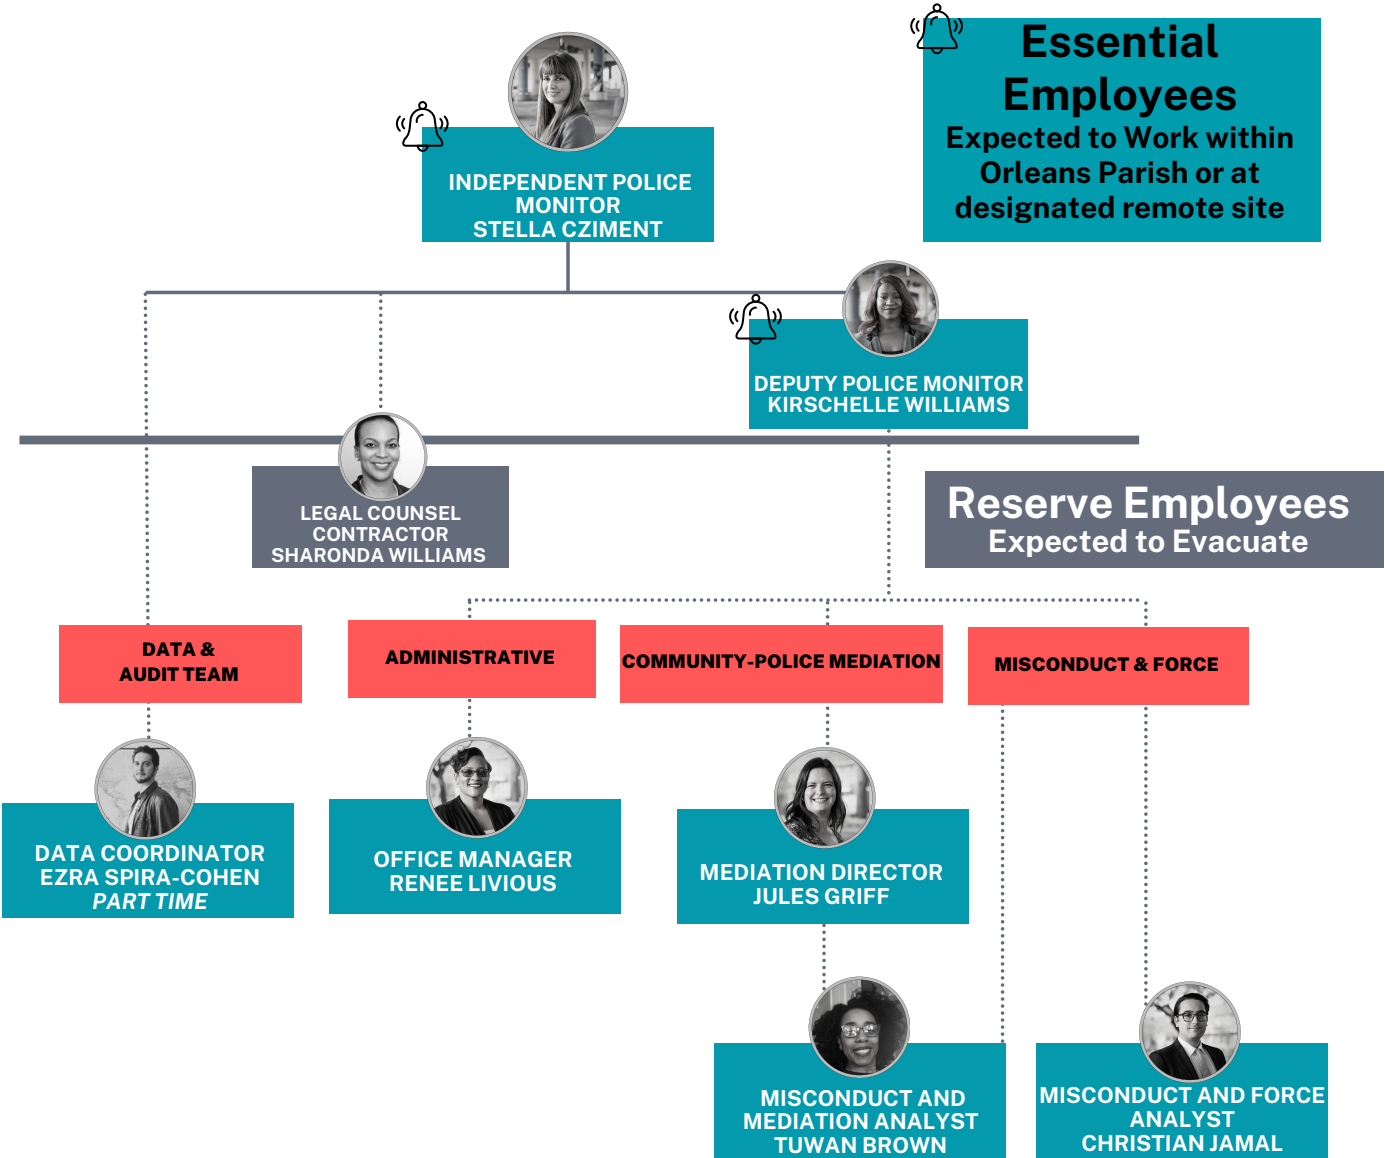 Essential
Employees
Expected to Work within
Orleans Parish or at
designated remote site
INDEPENDENT POLICE
MONITOR
STELLA CZIMENT
DEPUTY POLICE MONITOR
KIRSCHELLE WILLIAMS
LEGAL COUNSEL
CONTRACTOR
SHARONDA WILLIAMS
Reserve Employees
Expected to Evacuate
DATA &
AUDIT TEAM
ADMINISTRATIVE
COMMUNITY-POLICE MEDIATION
MISCONDUCT & FORCE
DATA COORDINATOR
EZRA SPIRA-COHEN
PART TIME
OFFICE MANAGER
RENEE LIVIOUS
MEDIATION DIRECTOR
JULES GRIFF
MISCONDUCT AND
MEDIATION ANALYST
TUWAN BROWN
MISCONDUCT AND FORCE
ANALYST
CHRISTIAN JAMAL